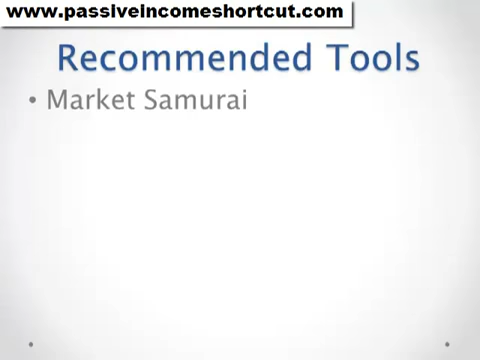 www.passiveincomeshortcut.com
Recommended Tools
• Market Samurai